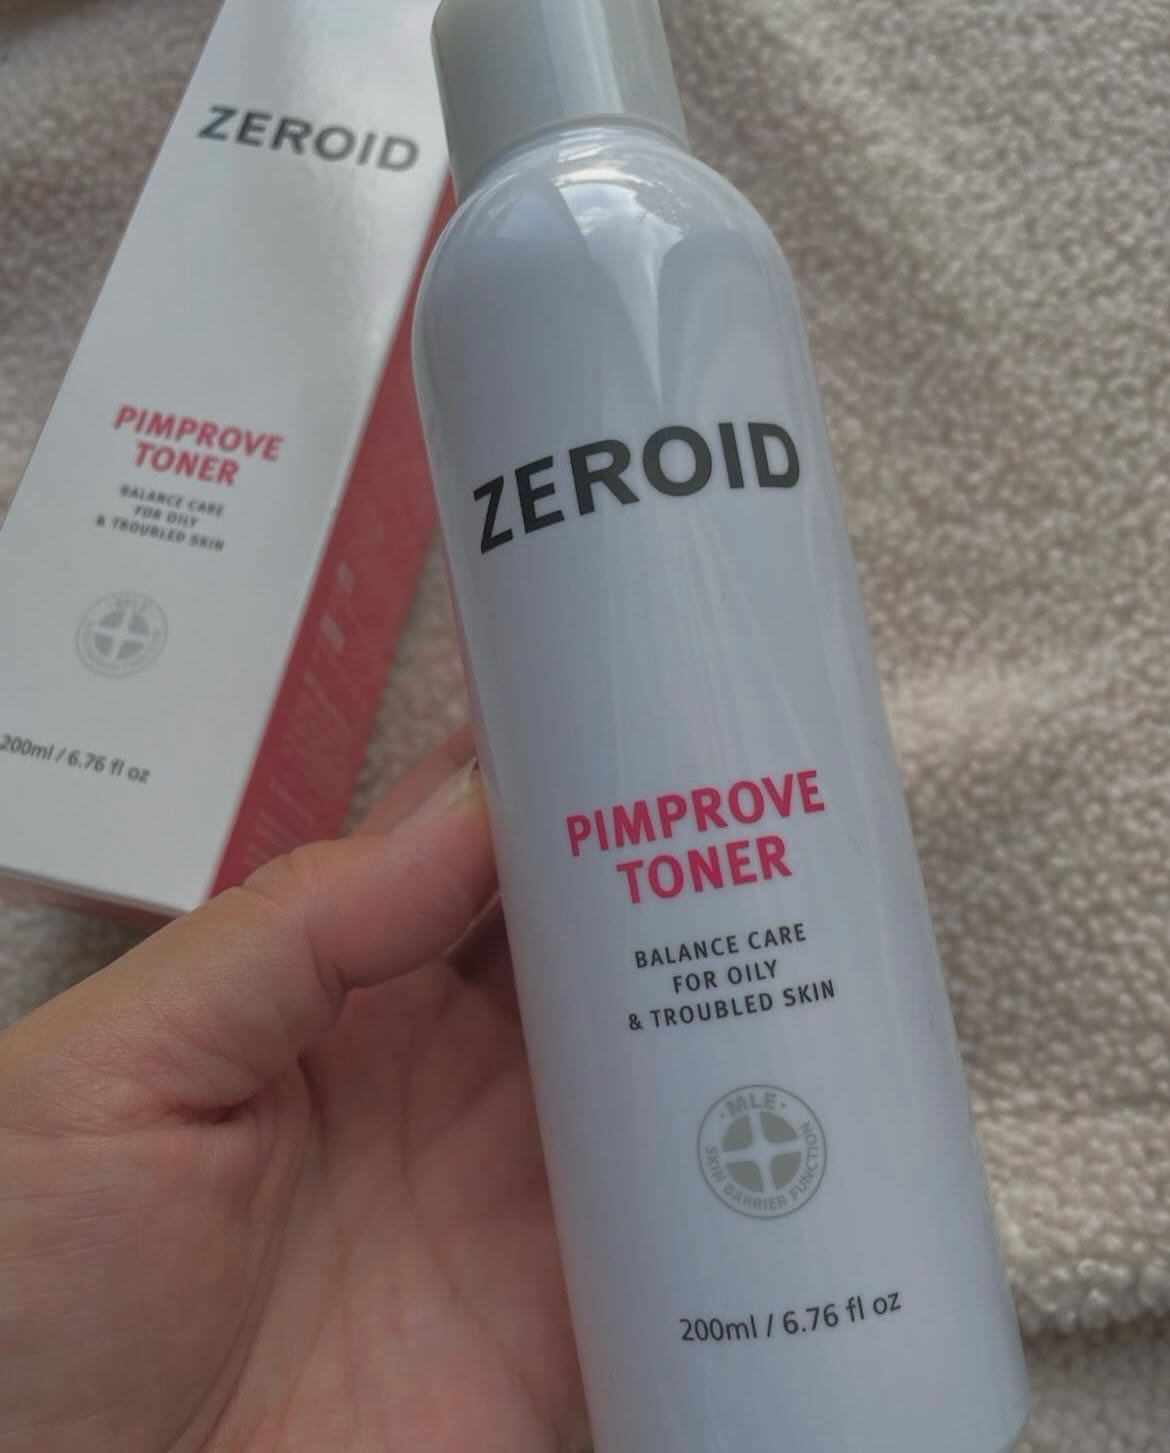 ZEROID
PIMPROVE
TONER
BALANCE CARE
FOR OILY
& TROUBLED SKIN
MLE
200ml / 6.76 fl oz
ZEROID
PIMPROVE
TONER
BALANCE CARE
FOR OILY
& TROUBLED SKIN
· MLE ·
SKIN BARRIER FUNCTION
200ml / 6.76 fl oz